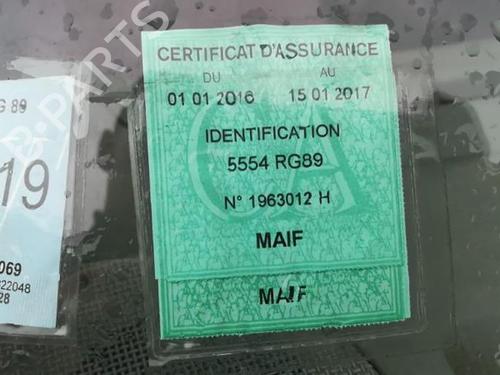 CERTIFICAT D'ASSURANCE
DU AU
01 01 2016 15 01 2017
IDENTIFICATION
5554 RG89
N° 1963012 H
MAIF
MAIF
G 89
19
069
22048
28
B-PARTS